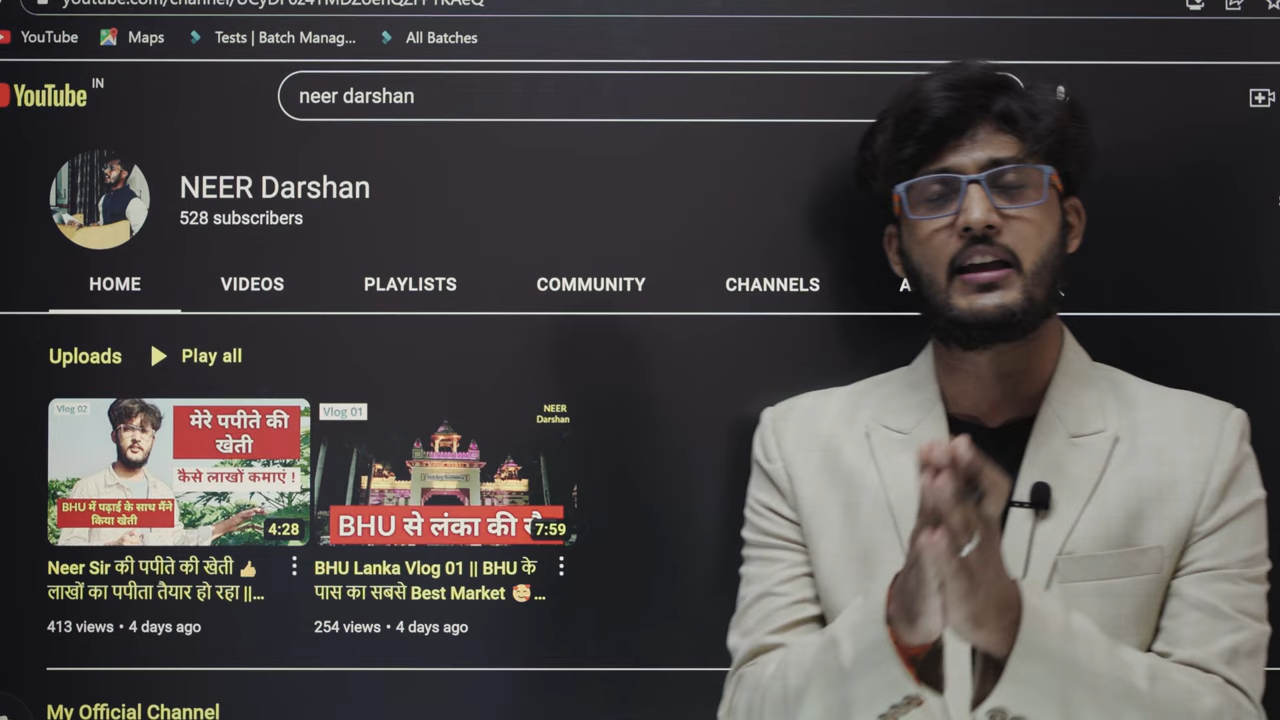 YouTube
Maps
Tests | Batch Manag...
All Batches
YouTube IN
neer darshan
NEER Darshan
528 subscribers
HOME
VIDEOS
PLAYLISTS
COMMUNITY
CHANNELS
A
Uploads
Play all
Vlog 02
मेरे पपीते की
खेती
कैसे लाखों कमाएं !
BHU में पढ़ाई के साथ मैंने
किया खेती
4:28
Vlog 01
NEER
Darshan
BHU से लंका की
7:59
Neer Sir की पपीते की खेती 👍
लाखों का पपीता तैयार हो रहा ||...
413 views • 4 days ago
BHU Lanka Vlog 01 || BHU के
पास का सबसे Best Market 🥰...
254 views • 4 days ago
My Official Channel